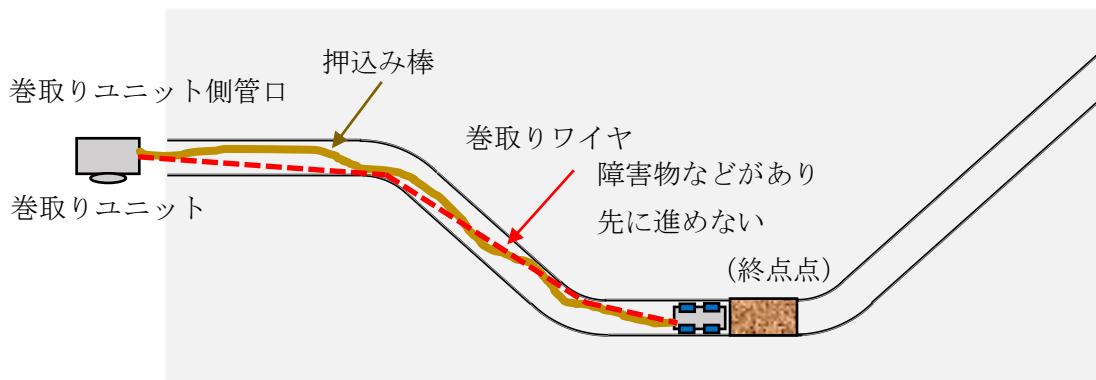 押込み棒
巻取りユニット側管口
巻取りワイヤ
障害物などがあり
先に進めない
巻取りユニット
(終点点)